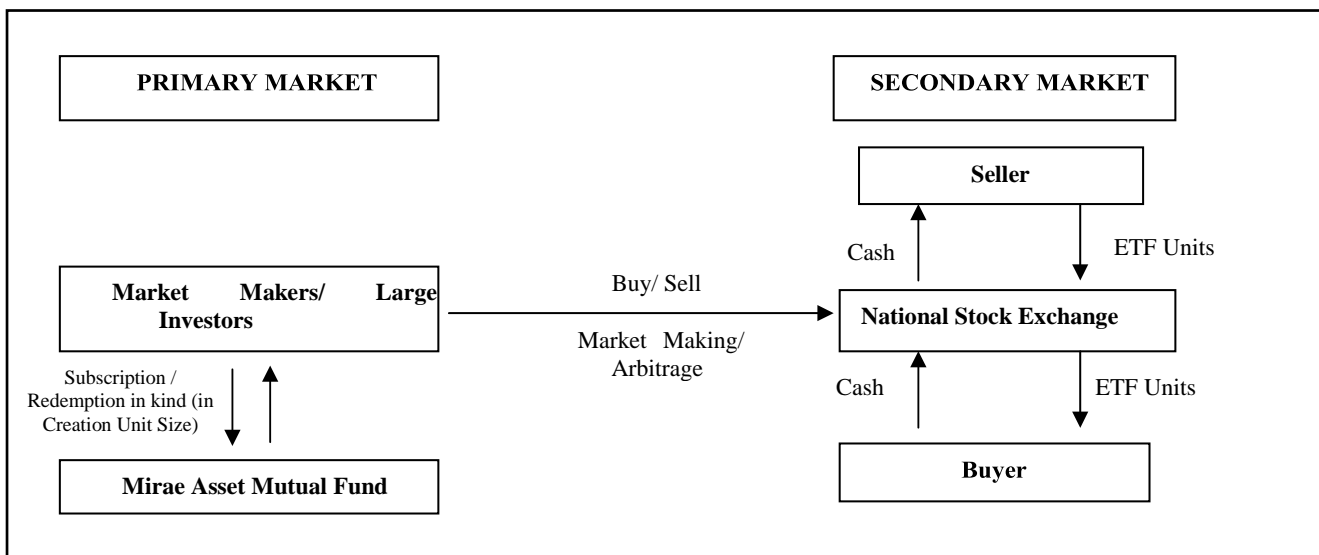 PRIMARY MARKET
SECONDARY MARKET
Seller
Cash
ETF Units
Market Makers/ Large
Investors
Buy/ Sell
Market Making/
Arbitrage
National Stock Exchange
Subscription /
Redemption in kind (in
Creation Unit Size)
Cash
ETF Units
Mirae Asset Mutual Fund
Buyer